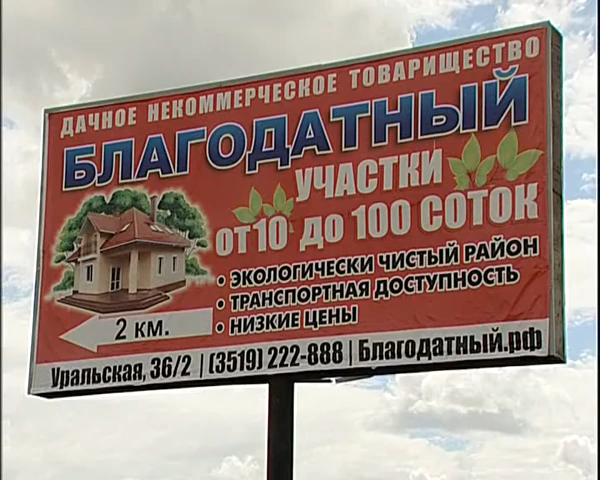 ДАЧНОЕ НЕКОММЕРЧЕСКОЕ ТОВАРИЩЕСТВО
БЛАГОДАТНЫЙ
УЧАСТКИ
ОТ 10 ДО 100 СОТОК
• ЭКОЛОГИЧЕСКИ ЧИСТЫЙ РАЙОН
• ТРАНСПОРТНАЯ ДОСТУПНОСТЬ
• НИЗКИЕ ЦЕНЫ
2 КМ.
Уральская, 36/2 | (3519) 222-888 | Благодатный.рф